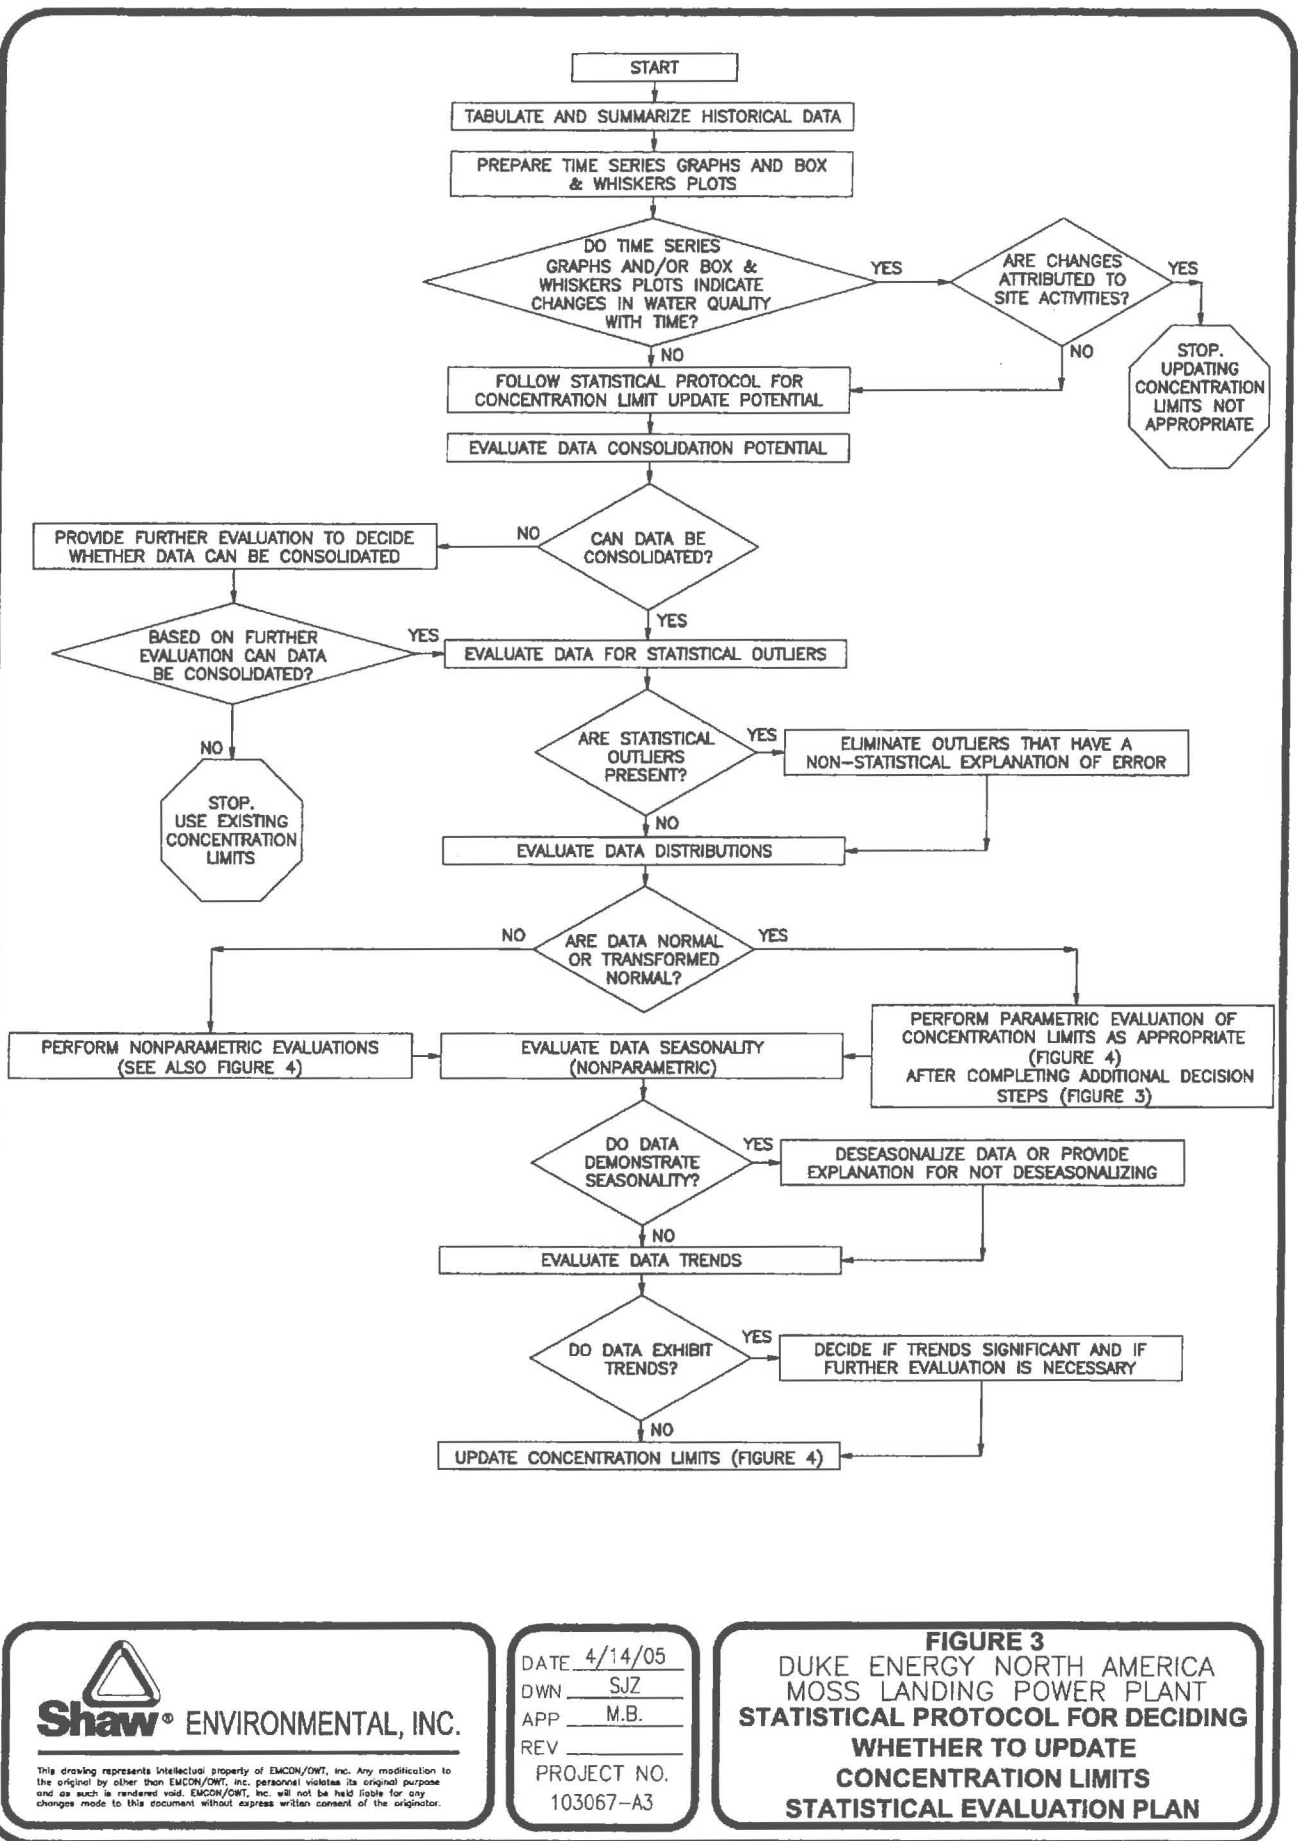 START
TABULATE AND SUMMARIZE HISTORICAL DATA
PREPARE TIME SERIES GRAPHS AND BOX
& WHISKERS PLOTS
DO TIME SERIES
GRAPHS AND/OR BOX &
WHISKERS PLOTS INDICATE
CHANGES IN WATER QUALITY
WITH TIME?
YES
ARE CHANGES
ATTRIBUTED TO
SITE ACTIVITIES?
YES
STOP.
UPDATING
CONCENTRATION
LIMITS NOT
APPROPRIATE
NO
NO
FOLLOW STATISTICAL PROTOCOL FOR
CONCENTRATION LIMIT UPDATE POTENTIAL
EVALUATE DATA CONSOLIDATION POTENTIAL
CAN DATA BE
CONSOLIDATED?
NO
PROVIDE FURTHER EVALUATION TO DECIDE
WHETHER DATA CAN BE CONSOLIDATED
BASED ON FURTHER
EVALUATION CAN DATA
BE CONSOLIDATED?
YES
NO
STOP.
USE EXISTING
CONCENTRATION
LIMITS
YES
EVALUATE DATA FOR STATISTICAL OUTLIERS
ARE STATISTICAL
OUTLIERS
PRESENT?
YES
ELIMINATE OUTLIERS THAT HAVE A
NON-STATISTICAL EXPLANATION OF ERROR
NO
EVALUATE DATA DISTRIBUTIONS
ARE DATA NORMAL
OR TRANSFORMED
NORMAL?
NO
YES
PERFORM NONPARAMETRIC EVALUATIONS
(SEE ALSO FIGURE 4)
EVALUATE DATA SEASONALITY
(NONPARAMETRIC)
PERFORM PARAMETRIC EVALUATION OF
CONCENTRATION LIMITS AS APPROPRIATE
(FIGURE 4)
AFTER COMPLETING ADDITIONAL DECISION
STEPS (FIGURE 3)
DO DATA
DEMONSTRATE
SEASONALITY?
YES
DESEASONALIZE DATA OR PROVIDE
EXPLANATION FOR NOT DESEASONALIZING
NO
EVALUATE DATA TRENDS
DO DATA EXHIBIT
TRENDS?
YES
DECIDE IF TRENDS SIGNIFICANT AND IF
FURTHER EVALUATION IS NECESSARY
NO
UPDATE CONCENTRATION LIMITS (FIGURE 4)
Shaw® ENVIRONMENTAL, INC.
This drawing represents intellectual property of EMCON/OWT, Inc. Any modification to
the original by other than EMCON/OWT, Inc. personnel violates its original purpose
and as such is rendered void. EMCON/OWT, Inc. will not be held liable for any
changes made to this document without express written consent of the originator.
DATE 4/14/05
DWN SJZ
APP M.B.
REV
PROJECT NO.
103067-A3
FIGURE 3
DUKE ENERGY NORTH AMERICA
MOSS LANDING POWER PLANT
STATISTICAL PROTOCOL FOR DECIDING
WHETHER TO UPDATE
CONCENTRATION LIMITS
STATISTICAL EVALUATION PLAN